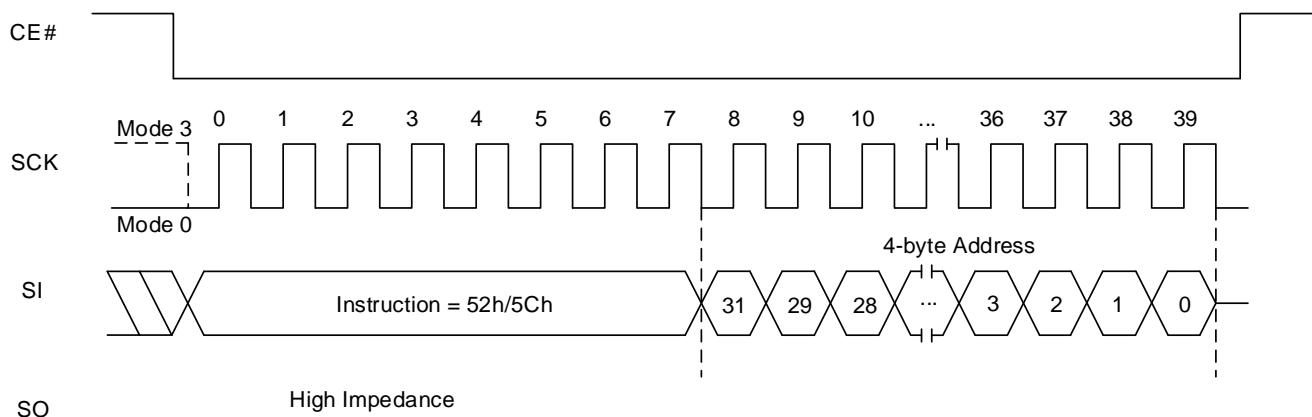 CE#
0 1 2 3 4 5 6 7 8 9 10 ... 36 37 38 39
Mode 3
SCK
Mode 0
4-byte Address
SI
Instruction = 52h/5Ch 31 29 28 ... 3 2 1 0
High Impedance
SO